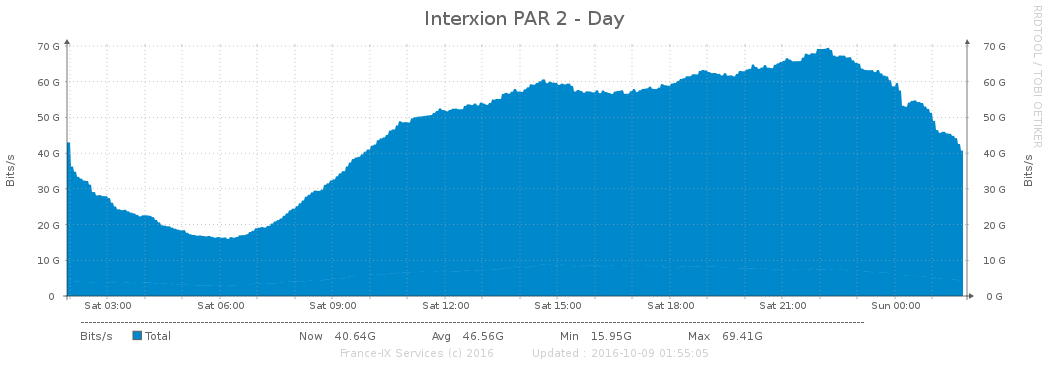 Interxion PAR 2 - Day
RRDTOOL / TOBI OETIKER
Bits/s
70 G
60 G
50 G
40 G
30 G
20 G
10 G
0
70 G
60 G
50 G
40 G
30 G
20 G
10 G
0 G
Bits/s
Sat 03:00 Sat 06:00 Sat 09:00 Sat 12:00 Sat 15:00 Sat 18:00 Sat 21:00 Sun 00:00
Bits/s Total Now 40.64G Avg 46.56G Min 15.95G Max 69.41G
France-IX Services (c) 2016 Updated : 2016-10-09 01:55:05